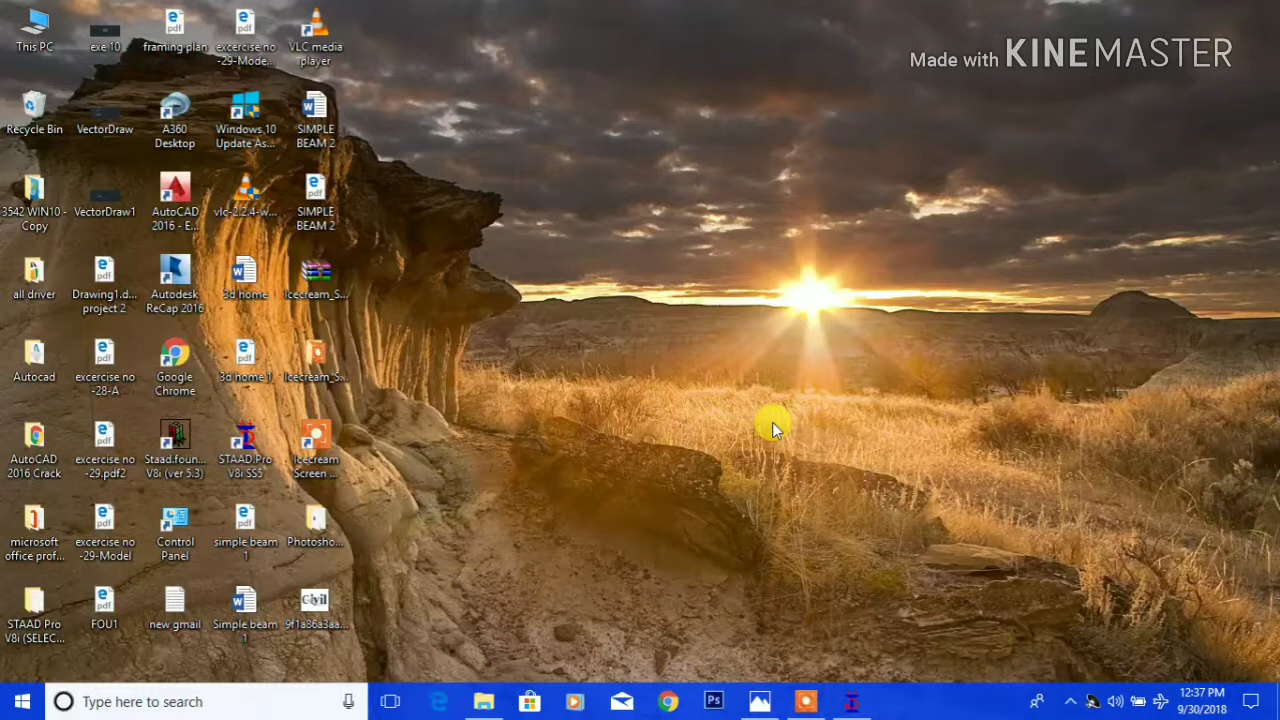 Made with KINEMASTER
This PC
exe 10
framing plan
excercise no
-29-Mode...
VLC media
player
Recycle Bin
VectorDraw
A360
Desktop
Windows 10
Update As...
SIMPLE
BEAM 2
3542 WIN10 -
Copy
VectorDraw1
AutoCAD
2016 - E...
vlc-2.2.4-w...
SIMPLE
BEAM 2
all driver
Drawing1.d...
project 2
Autodesk
ReCap 2016
3d home
Icecream_S...
Autocad
excercise no
-28-A
Google
Chrome
3d home 1
Icecream_S...
AutoCAD
2016 Crack
excercise no
-29.pdf2
Staad.foun...
V8i (ver 5.3)
STAAD.Pro
V8i SS5
Icecream
Screen ...
microsoft
office prof...
excercise no
-29-Model
Control
Panel
simple beam
1
Photosho...
STAAD Pro
V8i (SELEC...
FOU1
new gmail
Simple beam
1
Civil
9f1a86a3aa...
Type here to search
Ps
12:37 PM
9/30/2018